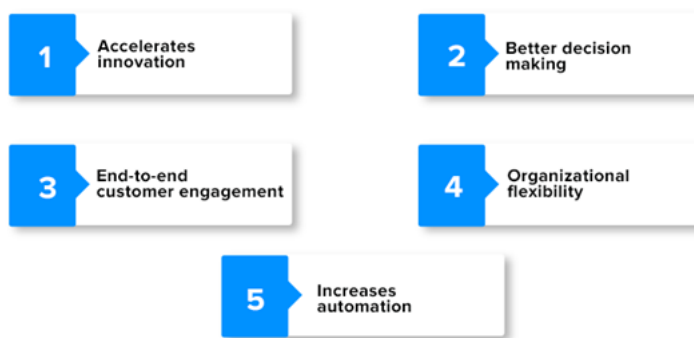 1
Accelerates
innovation
2
Better decision
making
3
End-to-end
customer engagement
4
Organizational
flexibility
5
Increases
automation